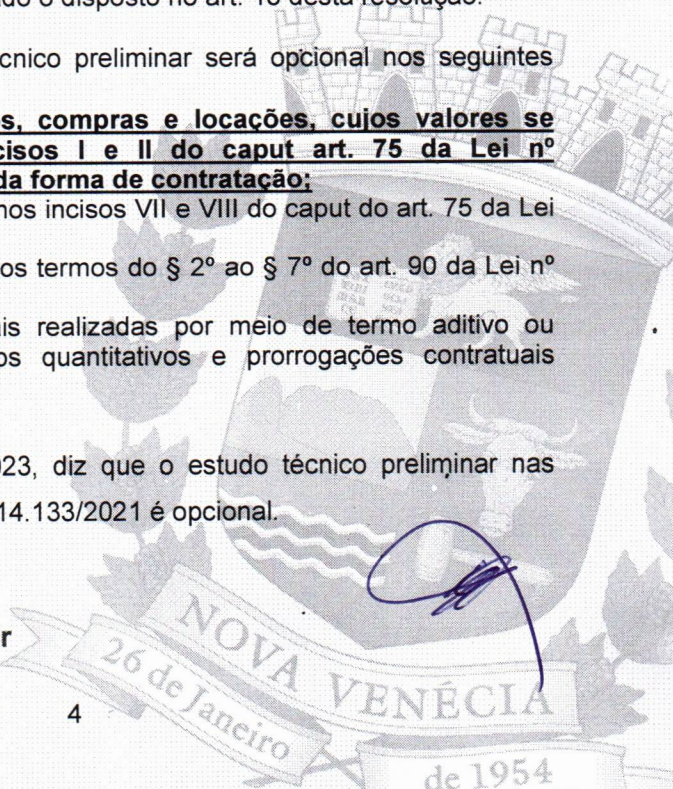 do o disposto no art. desta resolução.
cnico preliminar será opcional nos seguintes
s, compras e locações, cujos valores se
cisos I e II do caput art. 75 da Lei nº
da forma de contratação;
nos incisos VII e VIII do caput do art. 75 da Lei
os termos do § 2º ao § 7º do art. 90 da Lei nº
is realizadas por meio de termo aditivo ou
os quantitativos e prorrogações contratuais
023, diz que o estudo técnico preliminar nas
14.133/2021 é opcional.
r
4
NOVA VENÉCIA
26 de Janeiro
de 1954